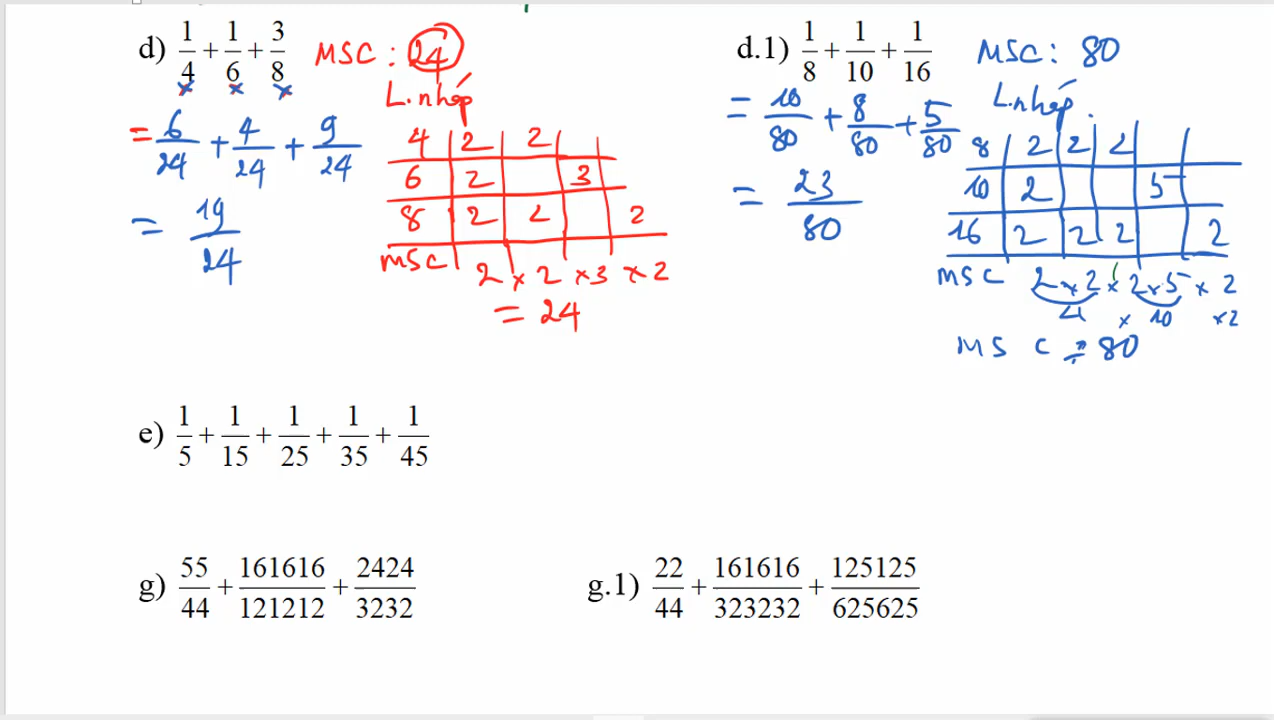 d) 1/4 + 1/6 + 3/8 MSC : 24
L.nhóp
= 6/24 + 4/24 + 9/24
= 19/24
4 2 2
6 2 3
8 2 2 2
MSC 2 × 2 × 3 × 2
= 24
d.1) 1/8 + 1/10 + 1/16 MSC : 80
L.nhóp.
= 10/80 + 8/80 + 5/80
= 23/80
8 2 2 2
10 2 5
16 2 2 2 2
MSC 2 × 2 × 2 × 5 × 2
4 × 10 × 2
MSC = 80
e) 1/5 + 1/15 + 1/25 + 1/35 + 1/45
g) 55/44 + 161616/121212 + 2424/3232
g.1) 22/44 + 161616/323232 + 125125/625625